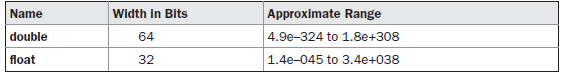 Name Width in Bits Approximate Range
double 64 4.9e–324 to 1.8e+308
float 32 1.4e–045 to 3.4e+038